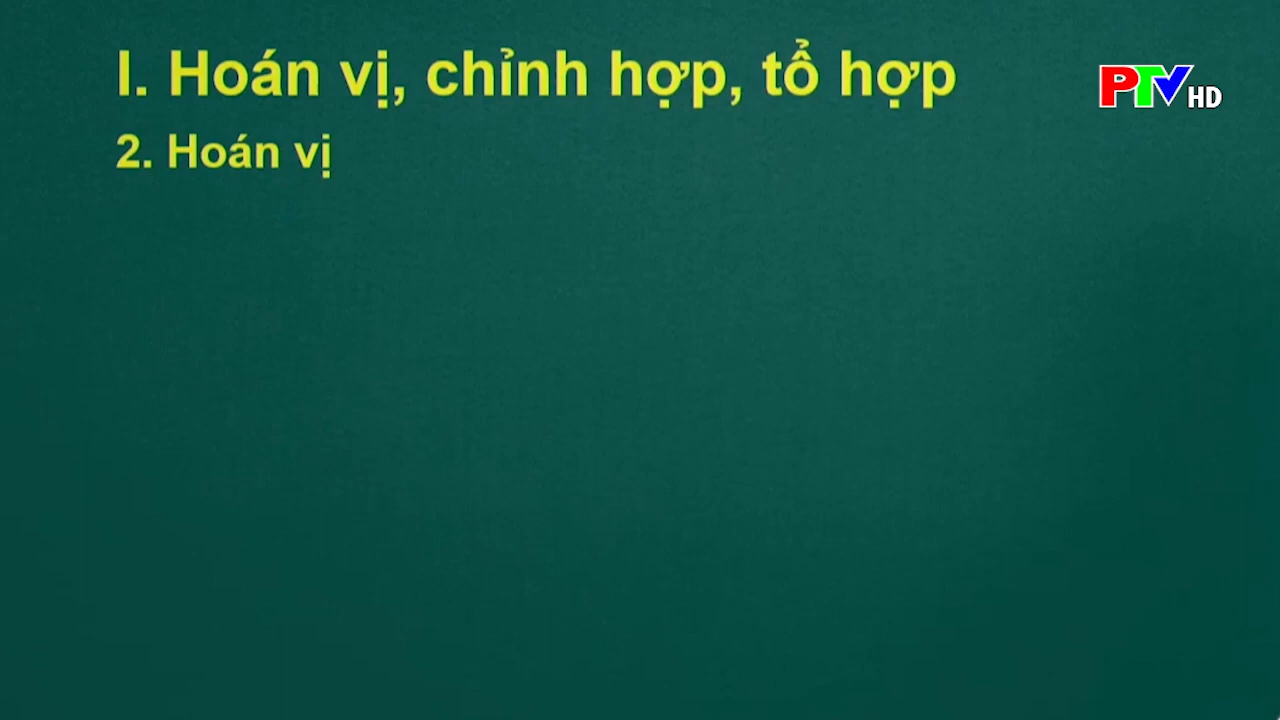 I. Hoán vị, chỉnh hợp, tổ hợp
PTV HD
2. Hoán vị